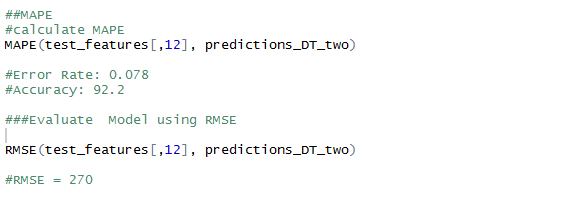 ##MAPE
#calculate MAPE
MAPE(test_features[,12], predictions_DT_two)
#Error Rate: 0.078
#Accuracy: 92.2
###Evaluate  Model using RMSE
RMSE(test_features[,12], predictions_DT_two)
#RMSE = 270